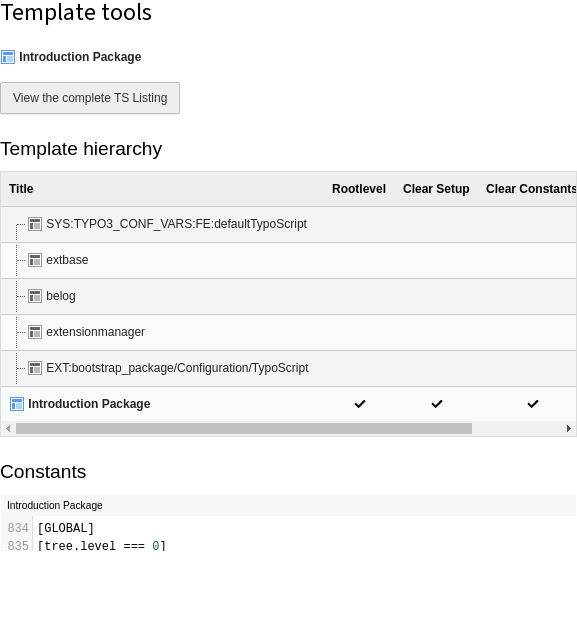 Template tools
Introduction Package
View the complete TS Listing
Template hierarchy
Title Rootlevel Clear Setup Clear Constants
SYS:TYPO3_CONF_VARS:FE:defaultTypoScript
extbase
belog
extensionmanager
EXT:bootstrap_package/Configuration/TypoScript
Introduction Package
Constants
Introduction Package
834 [GLOBAL]
835 [tree.level === 0]